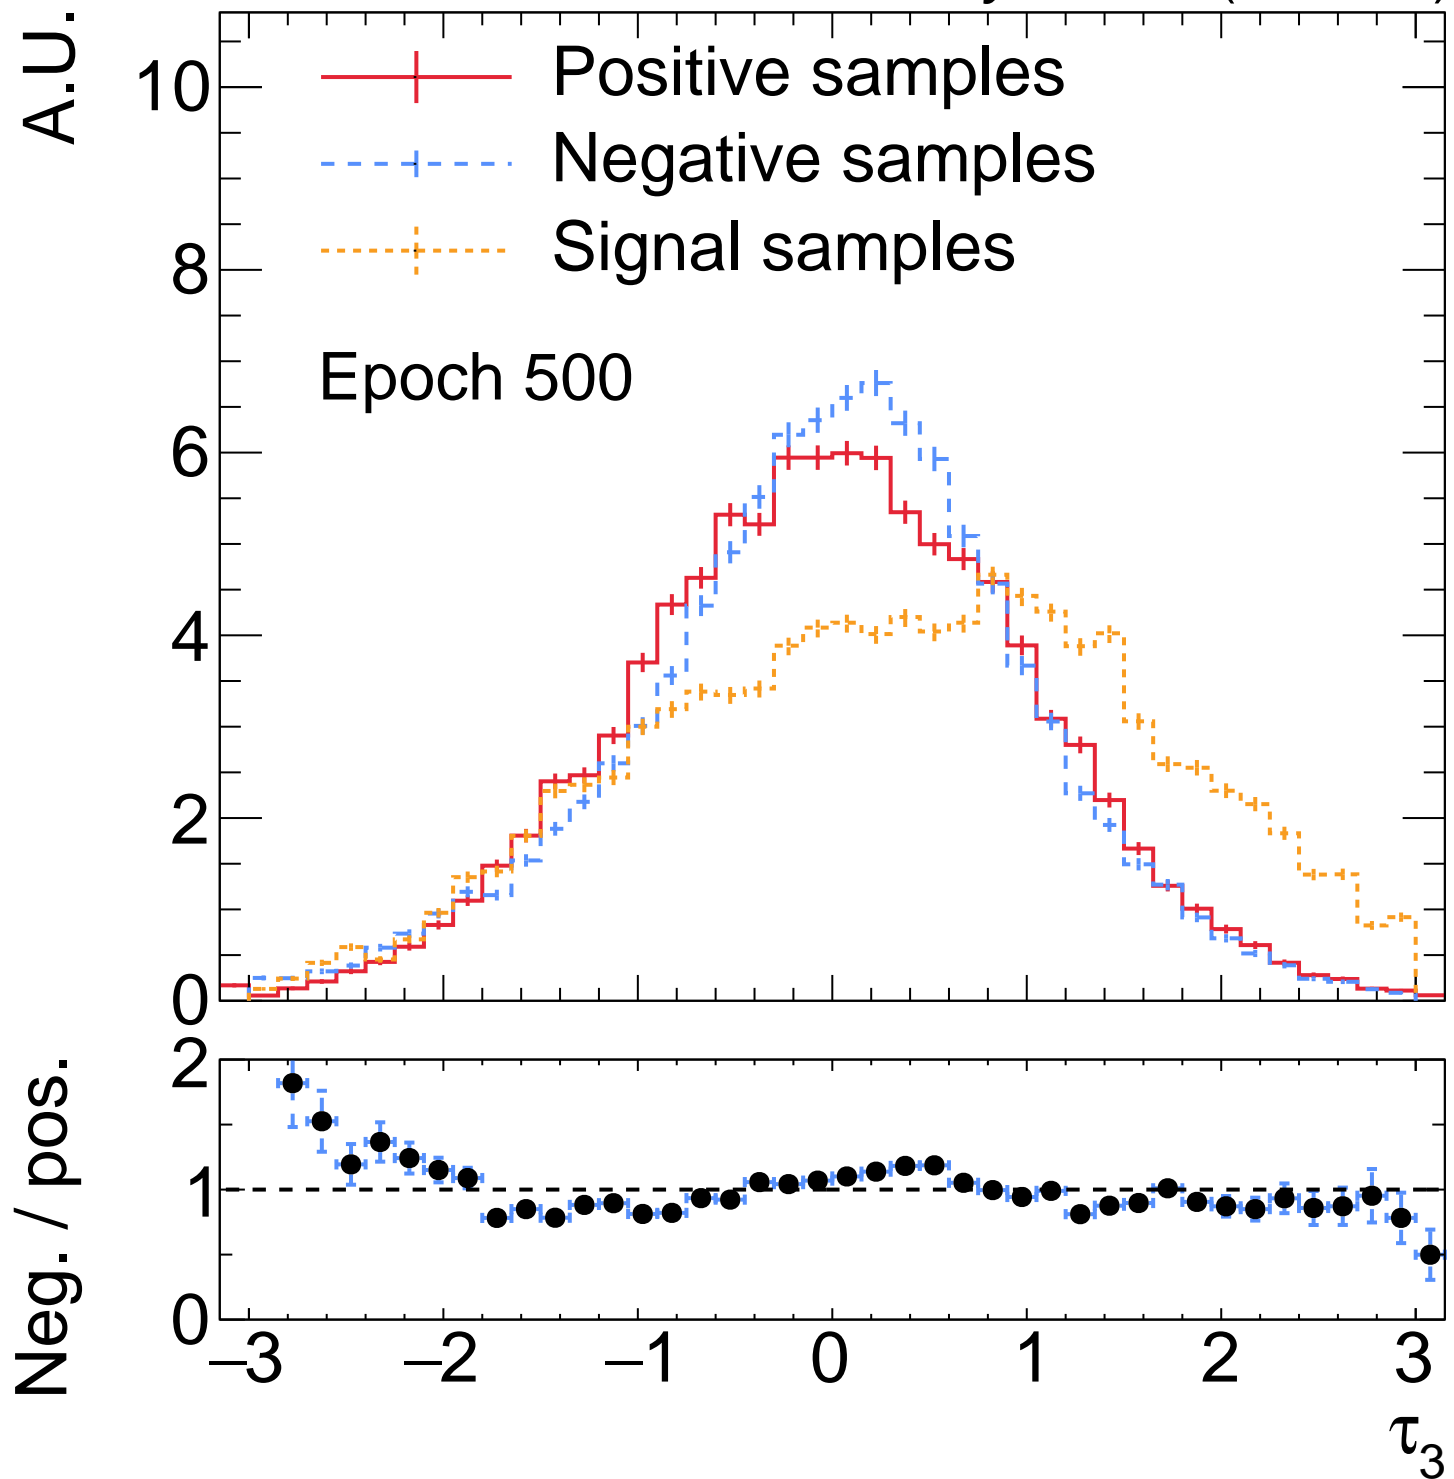 A.U.
10
8
6
4
2
0
Positive samples
Negative samples
Signal samples
Epoch 500
Neg. / pos.
2
1
0
−3 −2 −1 0 1 2 3
τ₃